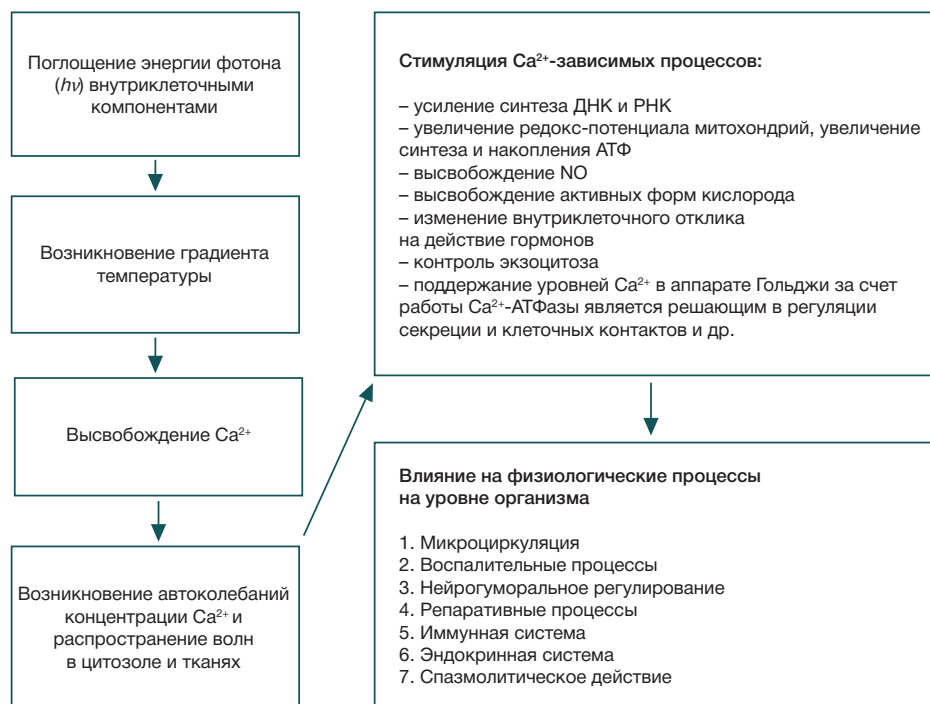 Поглощение энергии фотона
(hν) внутриклеточными
компонентами
Возникновение градиента
температуры
Высвобождение Ca²⁺
Возникновение автоколебаний
концентрации Ca²⁺ и
распространение волн
в цитозоле и тканях
Стимуляция Ca²⁺-зависимых процессов:
– усиление синтеза ДНК и РНК
– увеличение редокс-потенциала митохондрий, увеличение
синтеза и накопления АТФ
– высвобождение NO
– высвобождение активных форм кислорода
– изменение внутриклеточного отклика
на действие гормонов
– контроль экзоцитоза
– поддержание уровней Ca²⁺ в аппарате Гольджи за счет
работы Ca²⁺-АТФазы является решающим в регуляции
секреции и клеточных контактов и др.
Влияние на физиологические процессы
на уровне организма
1. Микроциркуляция
2. Воспалительные процессы
3. Нейрогуморальное регулирование
4. Репаративные процессы
5. Иммунная система
6. Эндокринная система
7. Спазмолитическое действие